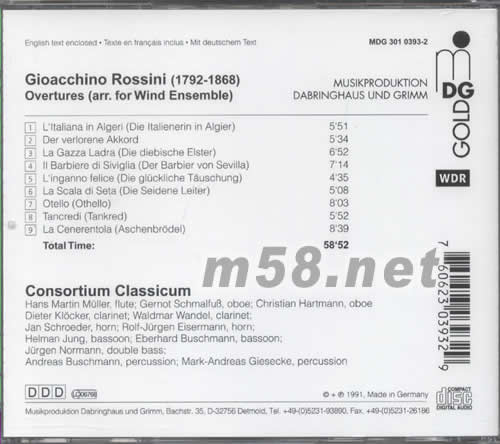 English text enclosed • Texte en français inclus • Mit deutschem Text
MDG 301 0393-2
Gioacchino Rossini (1792-1868)
Overtures (arr. for Wind Ensemble)
MUSIKPRODUKTION
DABRINGHAUS UND GRIMM
DG
GOLD
WDR
1 L'Italiana in Algeri (Die Italienerin in Algier) 5'51
2 Der verlorene Akkord 5'34
3 La Gazza Ladra (Die diebische Elster) 6'52
4 Il Barbiere di Siviglia (Der Barbier von Sevilla) 7'14
5 L'inganno felice (Die glückliche Täuschung) 4'35
6 La Scala di Seta (Die Seidene Leiter) 5'08
7 Otello (Othello) 8'03
8 Tancredi (Tankred) 5'52
9 La Cenerentola (Aschenbrödel) 8'39
Total Time: 58'52
m58.net
Consortium Classicum
Hans Martin Müller, flute; Gernot Schmalfuß, oboe; Christian Hartmann, oboe
Dieter Klöcker, clarinet; Waldmar Wandel, clarinet;
Jan Schroeder, horn; Rolf-Jürgen Eisermann, horn;
Helman Jung, bassoon; Eberhard Buschmann, bassoon;
Jürgen Normann, double bass;
Andreas Buschmann, percussion; Mark-Andreas Giesecke, percussion
7 60623 03932 9
DDD
LC 06768
© + ℗ 1991, Made in Germany
COMPACT
disc
DIGITAL AUDIO
Musikproduktion Dabringhaus und Grimm, Bachstr. 35, D-32756 Detmold, Tel. +49-(0)5231-93890, Fax. +49-(0)5231-26186